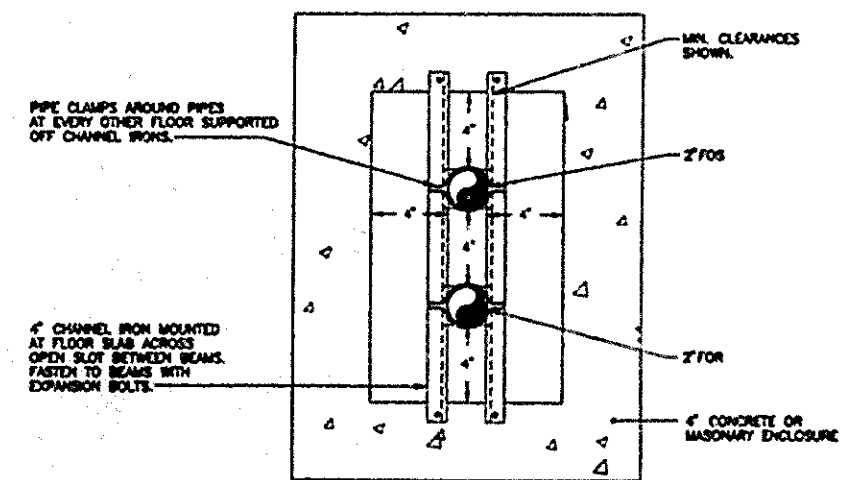 MIN. CLEARANCES
SHOWN.
PIPE CLAMPS AROUND PIPES
AT EVERY OTHER FLOOR SUPPORTED
OFF CHANNEL IRONS.
4"
2" FOS
4"
4"
4"
4" CHANNEL IRON MOUNTED
AT FLOOR SLAB ACROSS
OPEN SLOT BETWEEN BEAMS.
FASTEN TO BEAMS WITH
EXPANSION BOLTS.
2" FOR
4"
4" CONCRETE OR
MASONARY ENCLOSURE